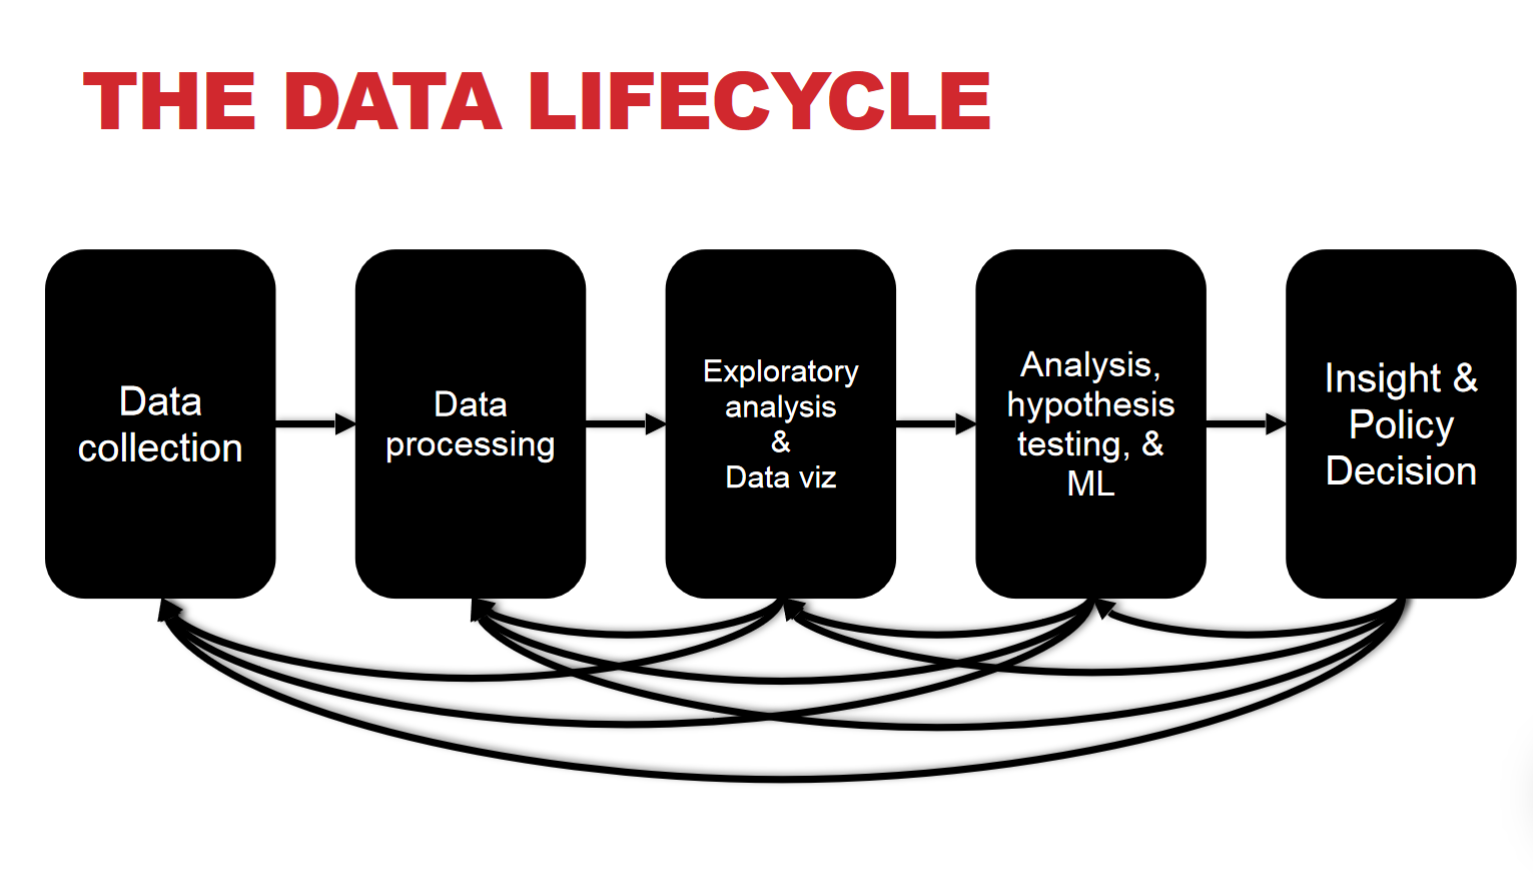 THE DATA LIFECYCLE
Data
collection
Data
processing
Exploratory
analysis
&
Data viz
Analysis,
hypothesis
testing, &
ML
Insight &
Policy
Decision